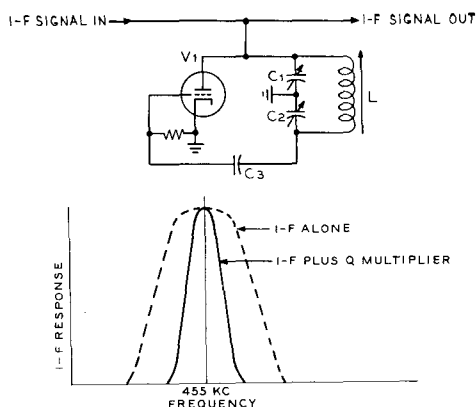 I-F SIGNAL IN
I-F SIGNAL OUT
V1
C1
C2
L
C3
I-F ALONE
I-F PLUS Q MULTIPLIER
I-F RESPONSE
455 KC
FREQUENCY